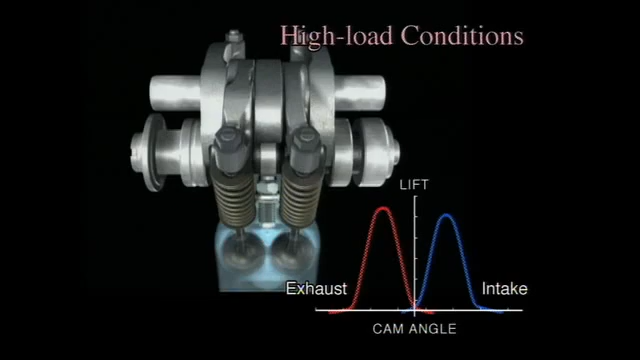 High-load Conditions
LIFT
Exhaust
Intake
CAM ANGLE